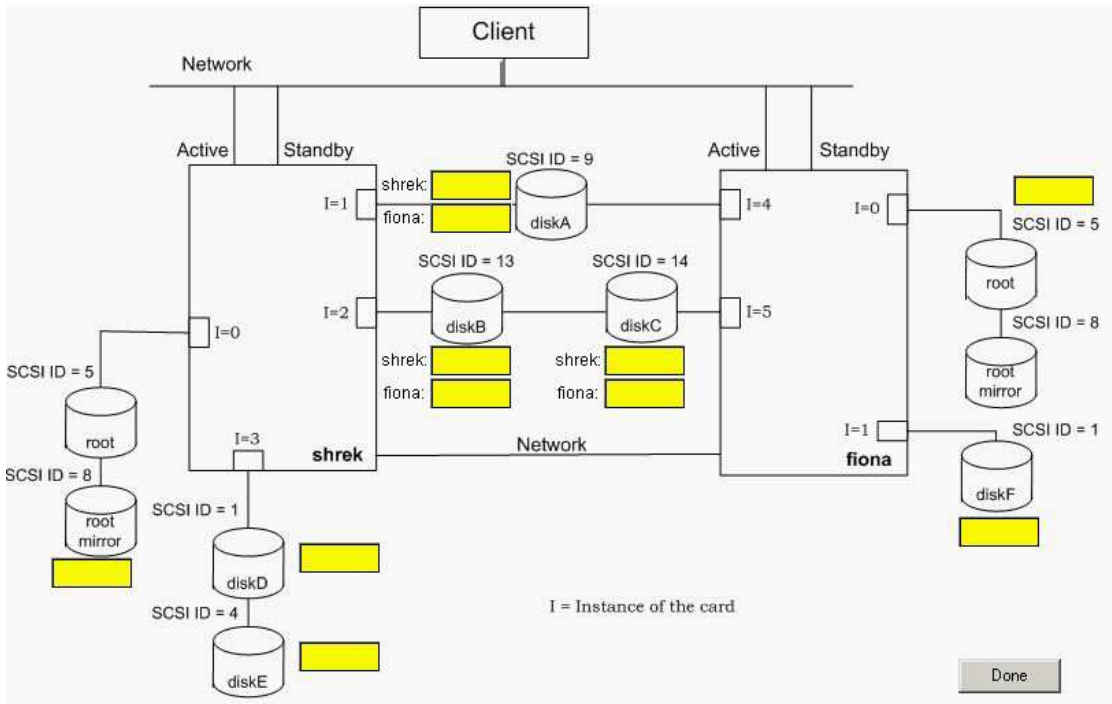 Client
Network
Active Standby
Active Standby
SCSI ID = 9
shrek:
fiona:
diskA
I=1
I=4
I=0
SCSI ID = 5
root
SCSI ID = 8
root
mirror
SCSI ID = 13
SCSI ID = 14
I=2
diskB
diskC
I=5
shrek:
fiona:
shrek:
fiona:
I=0
SCSI ID = 5
root
SCSI ID = 8
root
mirror
I=3
shrek
Network
I=1
fiona
SCSI ID = 1
diskF
SCSI ID = 1
diskD
SCSI ID = 4
diskE
I = Instance of the card
Done